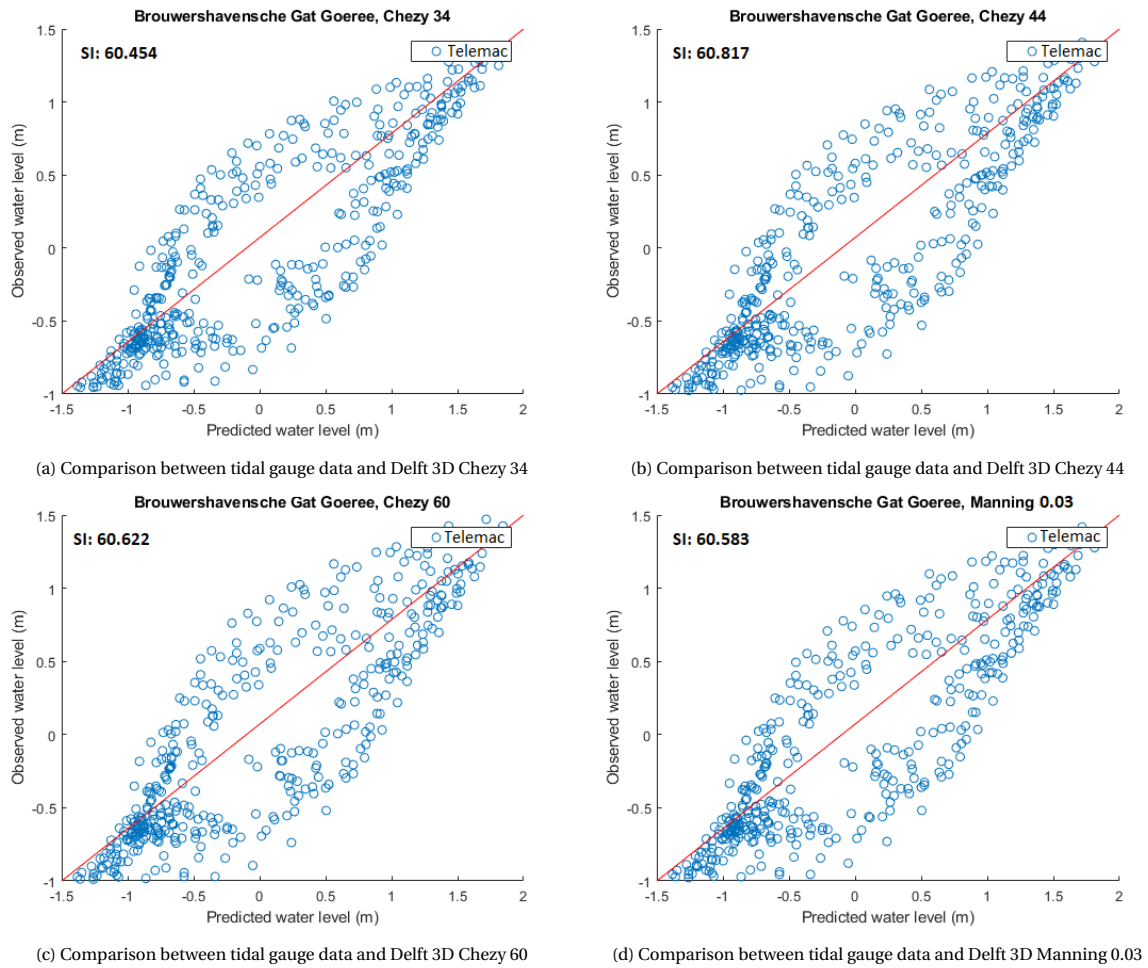 Brouwershavensche Gat Goeree, Chezy 34
SI: 60.454
Telemac
1.5
1
0.5
0
-0.5
-1
Observed water level (m)
-1.5 -1 -0.5 0 0.5 1 1.5 2
Predicted water level (m)
(a) Comparison between tidal gauge data and Delft 3D Chezy 34
Brouwershavensche Gat Goeree, Chezy 44
SI: 60.817
Telemac
1.5
1
0.5
0
-0.5
-1
Observed water level (m)
-1.5 -1 -0.5 0 0.5 1 1.5 2
Predicted water level (m)
(b) Comparison between tidal gauge data and Delft 3D Chezy 44
Brouwershavensche Gat Goeree, Chezy 60
SI: 60.622
Telemac
1.5
1
0.5
0
-0.5
-1
Observed water level (m)
-1.5 -1 -0.5 0 0.5 1 1.5 2
Predicted water level (m)
(c) Comparison between tidal gauge data and Delft 3D Chezy 60
Brouwershavensche Gat Goeree, Manning 0.03
SI: 60.583
Telemac
1.5
1
0.5
0
-0.5
-1
Observed water level (m)
-1.5 -1 -0.5 0 0.5 1 1.5 2
Predicted water level (m)
(d) Comparison between tidal gauge data and Delft 3D Manning 0.03